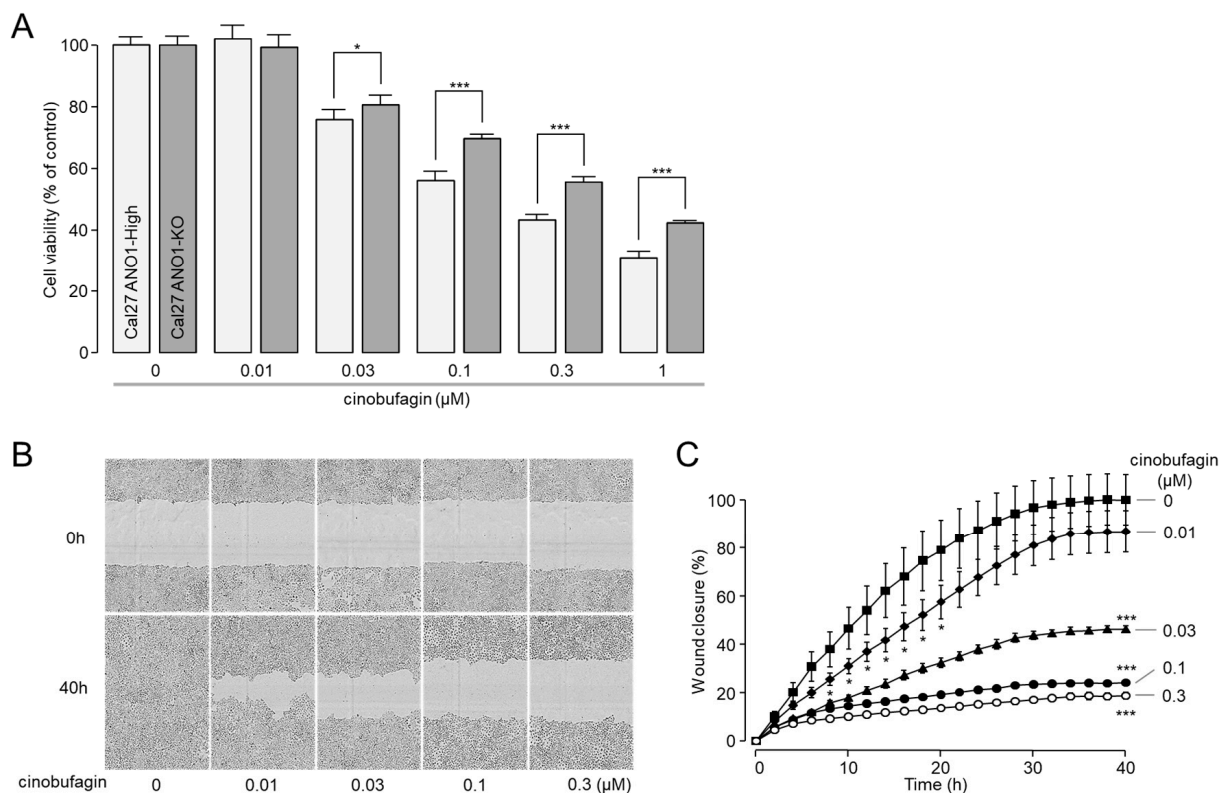 A
Cell viability (% of control)
100
80
60
40
20
0
Cal27 ANO1-High
Cal27 ANO1-KO
*
***
***
***
0 0.01 0.03 0.1 0.3 1
cinobufagin (µM)
B
0h
40h
cinobufagin 0 0.01 0.03 0.1 0.3 (µM)
C
cinobufagin
(µM)
Wound closure (%)
100
80
60
40
20
0
0
0.01
0.03
0.1
0.3
* * * * * * *
***
***
***
0 10 20 30 40
Time (h)